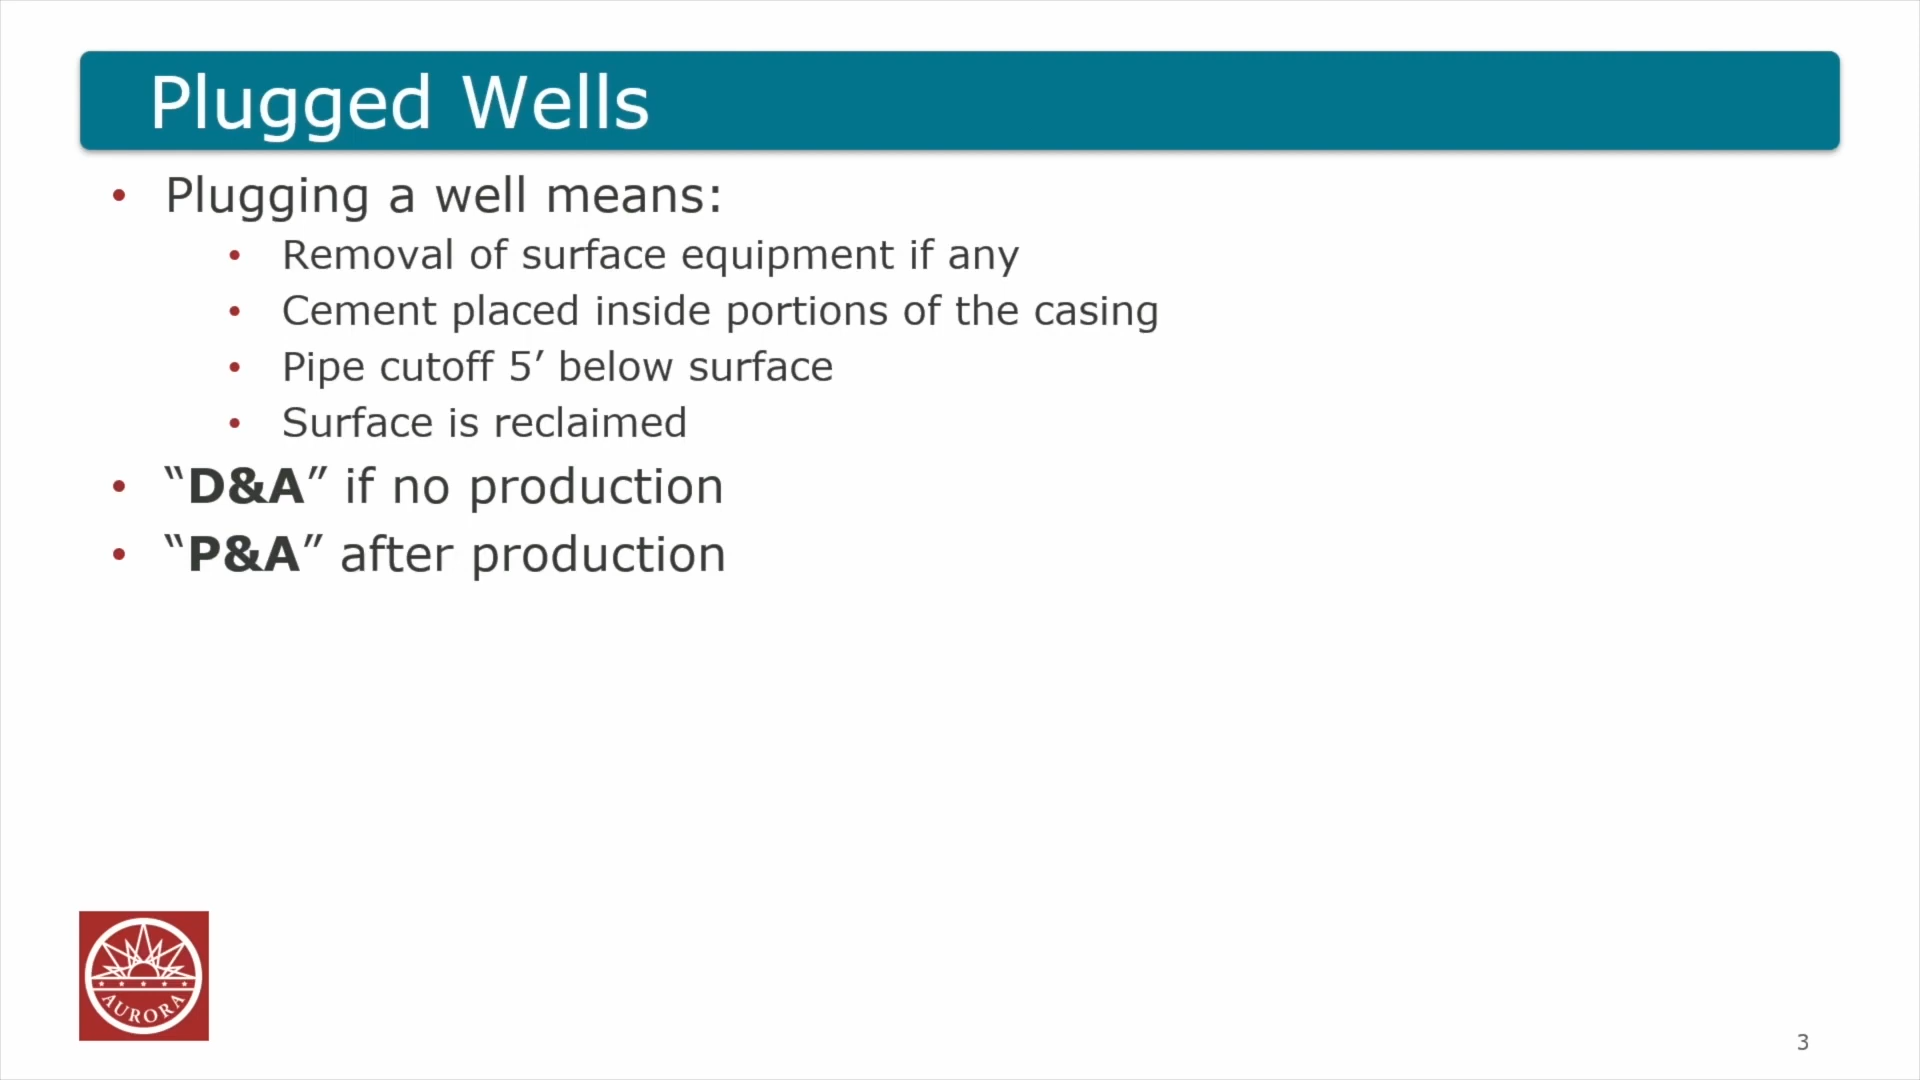 Plugged Wells
• Plugging a well means:
• Removal of surface equipment if any
• Cement placed inside portions of the casing
• Pipe cutoff 5’ below surface
• Surface is reclaimed
• “D&A” if no production
• “P&A” after production
AURORA
3